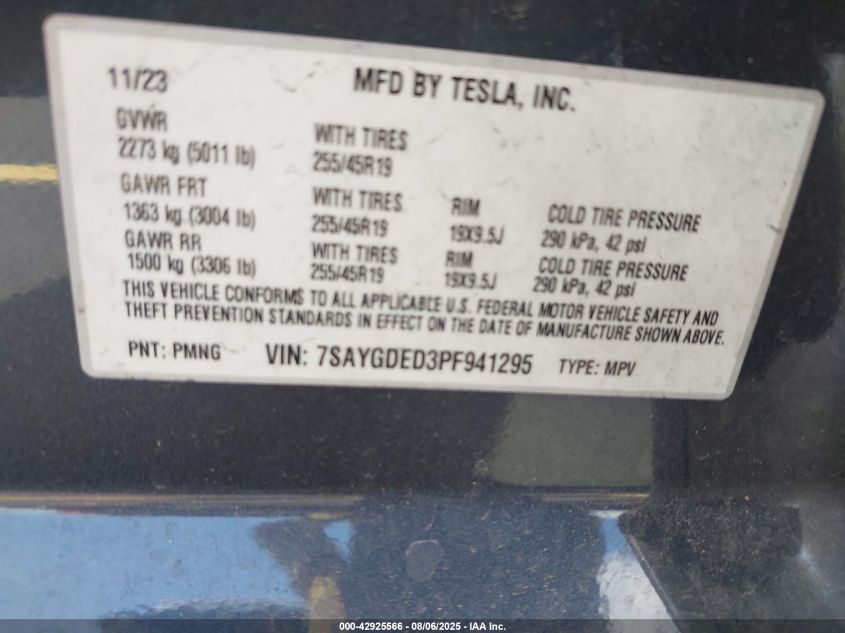 11/23 MFD BY TESLA, INC.
GVWR
2273 kg (5011 lb) WITH TIRES 255/45R19
GAWR FRT
1363 kg (3004 lb) WITH TIRES 255/45R19 RIM 19X9.5J COLD TIRE PRESSURE 290 kPa, 42 psi
GAWR RR
1500 kg (3306 lb) WITH TIRES 255/45R19 RIM 19X9.5J COLD TIRE PRESSURE 290 kPa, 42 psi
THIS VEHICLE CONFORMS TO ALL APPLICABLE U.S. FEDERAL MOTOR VEHICLE SAFETY AND
THEFT PREVENTION STANDARDS IN EFFECT ON THE DATE OF MANUFACTURE SHOWN ABOVE.
PNT: PMNG VIN: 7SAYGDED3PF941295 TYPE: MPV
000-42925566 - 08/06/2025 - IAA Inc.